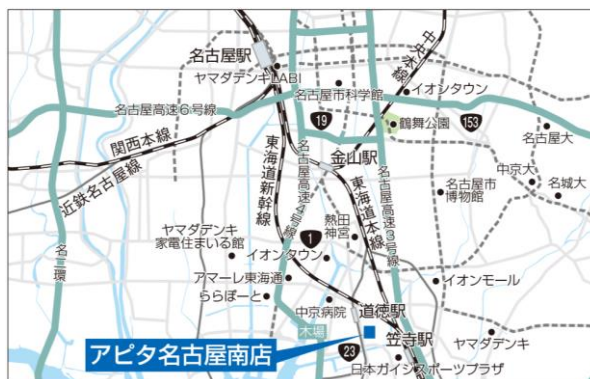 名古屋駅
ヤマダデンキLABI
中央本線
名古屋市科学館
イオンタウン
名古屋高速6号線
19
鶴舞公園
153
名古屋大
関西本線
近鉄名古屋線
東海道新幹線
名古屋高速4号線
金山駅
東海道本線
名古屋高速3号線
名古屋市
博物館
中京大
名城大
名二環
ヤマダデンキ
家電住まいる館
1
熱田
神宮
イオンタウン
アマーレ東海通
ららぽーと
イオンモール
中京病院
道徳駅
木場
笠寺駅
ヤマダデンキ
アピタ名古屋南店
23
日本ガイシスポーツプラザ